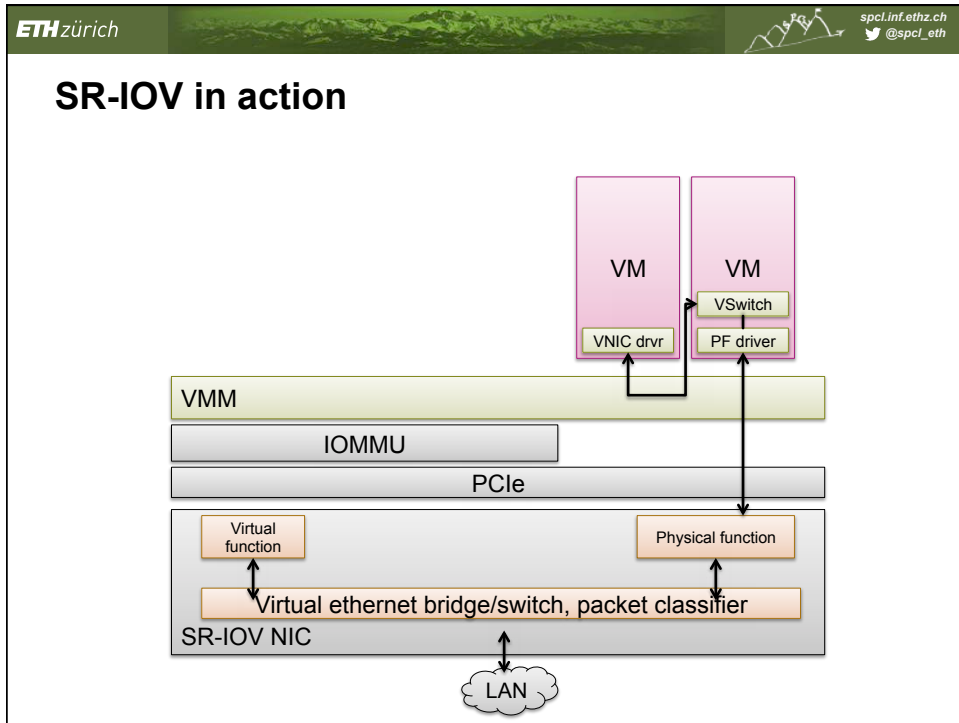 ETH zürich
spcl.inf.ethz.ch
@spcl_eth
SPCL
SR-IOV in action
VM
VM
VSwitch
VNIC drvr
PF driver
VMM
IOMMU
PCIe
Virtual
function
Physical function
Virtual ethernet bridge/switch, packet classifier
SR-IOV NIC
LAN